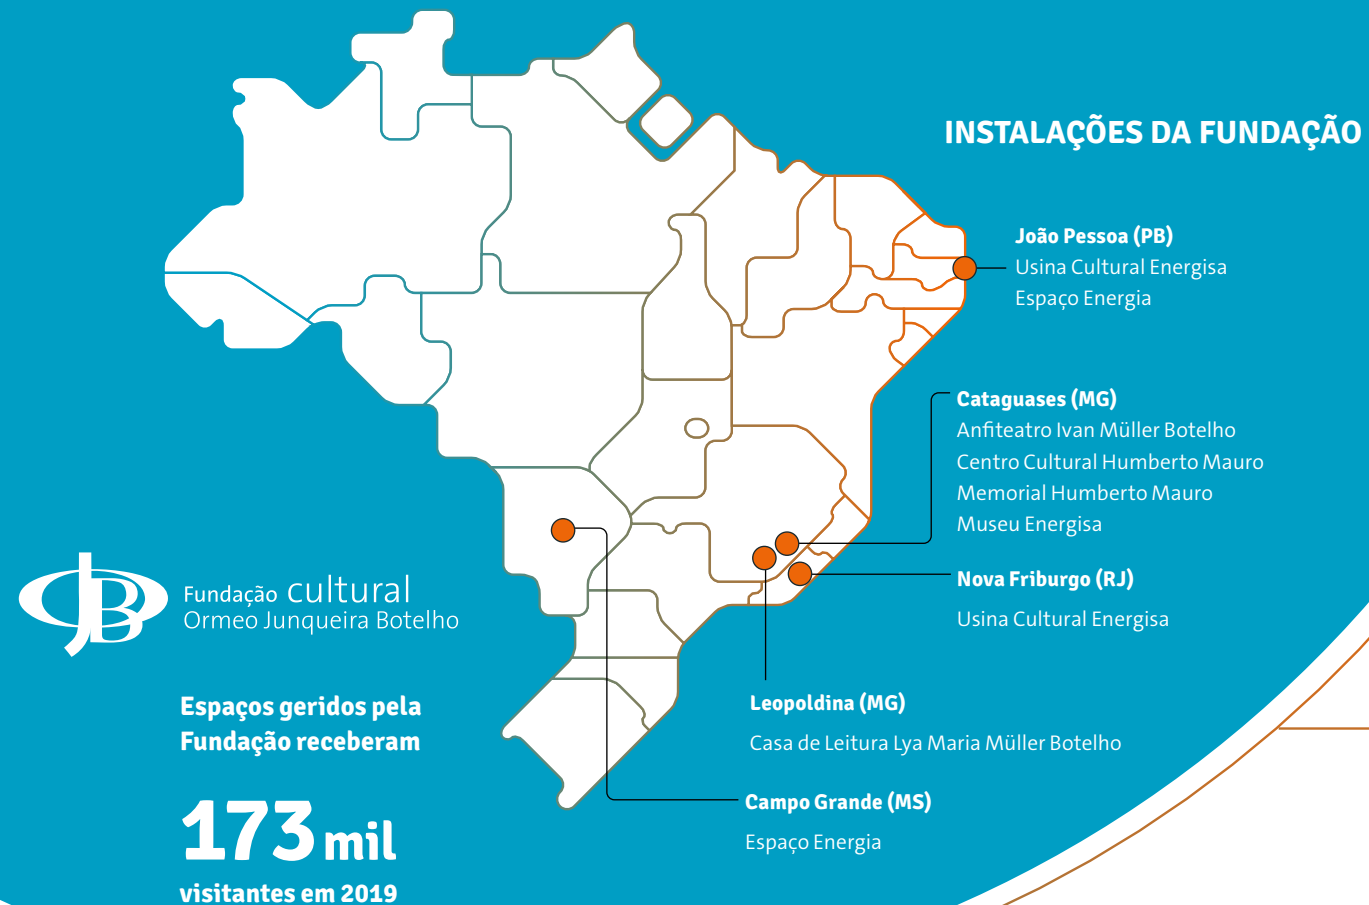 INSTALAÇÕES DA FUNDAÇÃO
João Pessoa (PB)
Usina Cultural Energisa
Espaço Energia
Cataguases (MG)
Anfiteatro Ivan Müller Botelho
Centro Cultural Humberto Mauro
Memorial Humberto Mauro
Museu Energisa
Nova Friburgo (RJ)
Usina Cultural Energisa
Leopoldina (MG)
Casa de Leitura Lya Maria Müller Botelho
Campo Grande (MS)
Espaço Energia
JB
Fundação cultural
Ormeo Junqueira Botelho
Espaços geridos pela
Fundação receberam
173 mil
visitantes em 2019